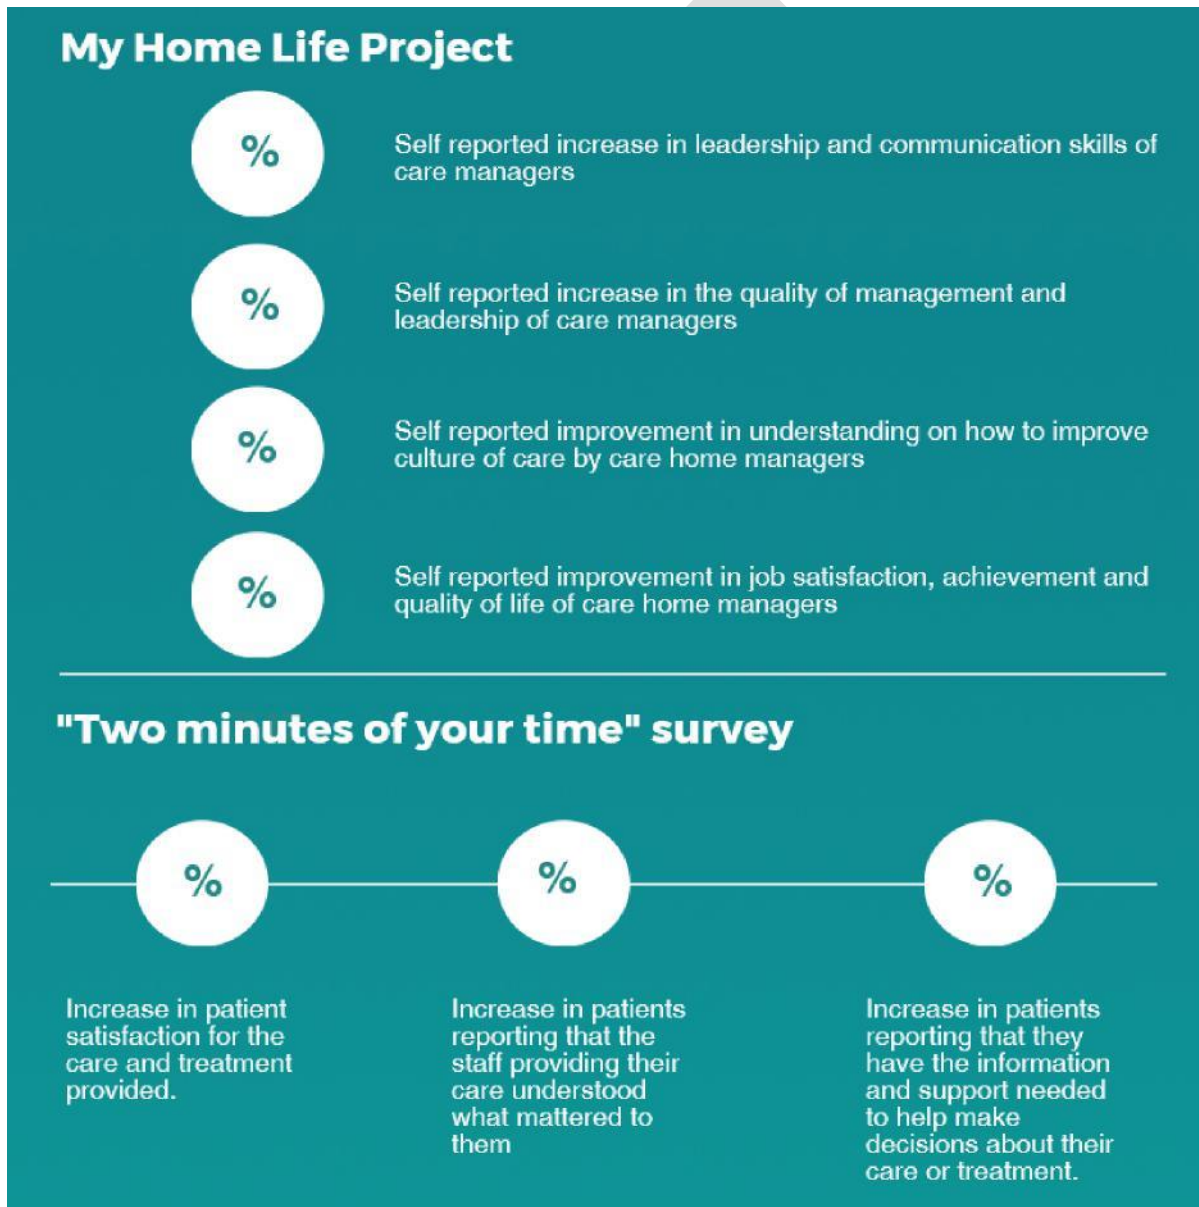 My Home Life Project
%
Self reported increase in leadership and communication skills of
care managers
%
Self reported increase in the quality of management and
leadership of care managers
%
Self reported improvement in understanding on how to improve
culture of care by care home managers
%
Self reported improvement in job satisfaction, achievement and
quality of life of care home managers
"Two minutes of your time" survey
%
Increase in patient
satisfaction for the
care and treatment
provided.
%
Increase in patients
reporting that the
staff providing their
care understood
what mattered to
them
%
Increase in patients
reporting that they
have the information
and support needed
to help make
decisions about their
care or treatment.